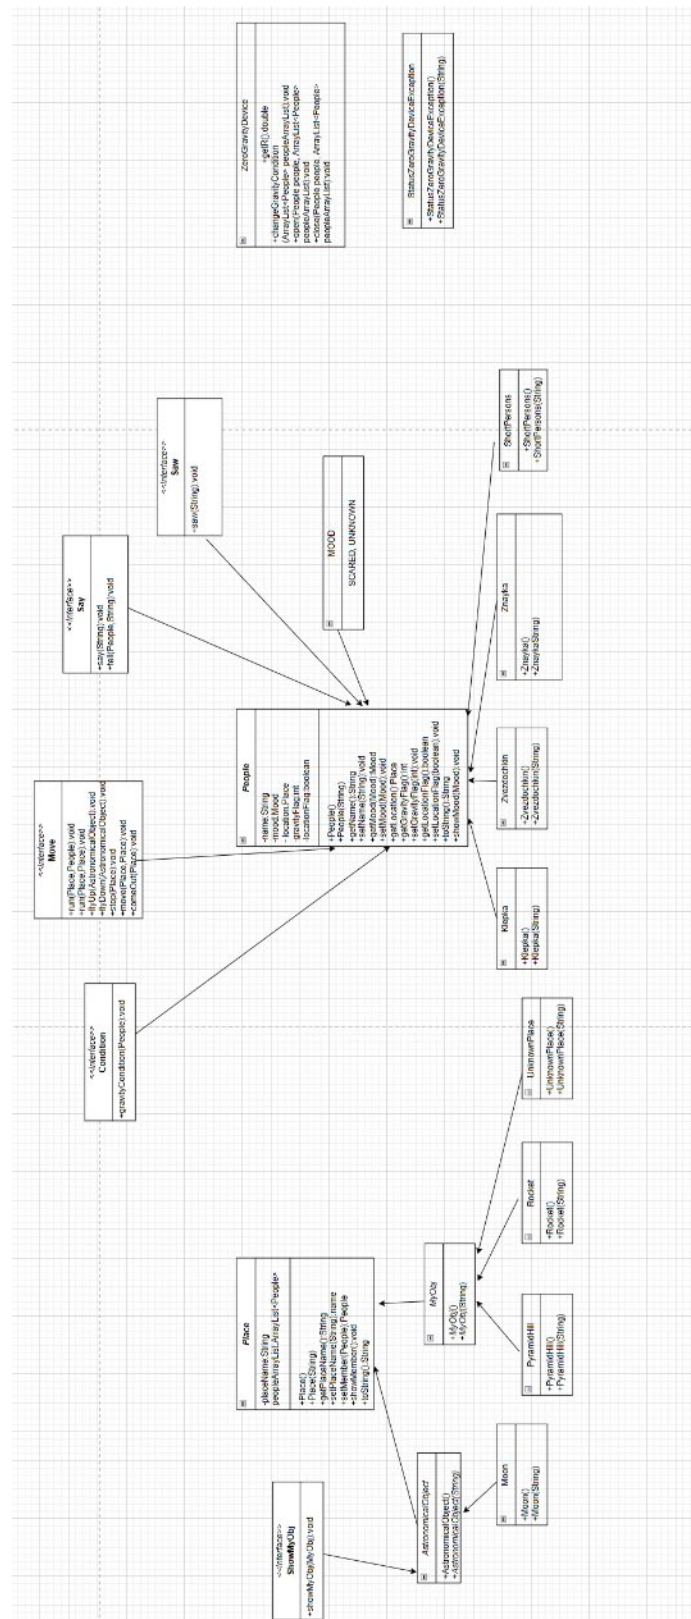 <<Interface>>
ShowMyObj
+showMyObj(MyObj):void
Place
-placeName:String
peopleArrayList:ArrayList<People>
+Place()
+Place(String)
+getPlaceName():String
+setPlaceName(String):name
+setMember(People):People
+showMember():void
+toString():String
AstronomicalObject
+AstronomicalObject()
+AstronomicalObject(String)
MyObj
+MyObj()
+MyObj(String)
Moon
+Moon()
+Moon(String)
PyramidHill
+PyramidHill()
+PyramidHill(String)
Rocket
+Rocket()
+Rocket(String)
UnknownPlace
+UnknownPlace()
+UnknownPlace(String)
<<Interface>>
Condition
+gravityCondition(People):void
<<Interface>>
Move
+run(Place,People):void
+run(Place,Place):void
+flyUp(AstronomicalObject):void
+flyDown(AstronomicalObject):void
+stop(Place):void
+move(Place,Place):void
+comeOut(Place):void
<<Interface>>
Say
+say(String):void
+tell(People,String):void
<<Interface>>
Saw
+saw(String):void
People
-name:String
-mood:Mood
- location:Place
-gravityFlag:int
locationFlag:boolean
+People()
+People(String)
+getName():String
+setName(String):void
+getMood(Mood):Mood
+setMood(Mood):void
+getLocation():Place
+getGravityFlag():int
+setGravityFlag(int):void
+getLocationFlag():boolean
+setLocationFlag(boolean):void
+toString():String
+showMood(Mood):void
MOOD
SCARED, UNKNOWN
Klepka
+Klepka()
+Klepka(String)
Zvezdochkin
+Zvezdochkin()
+Zvezdochkin(String)
Znayka
+Znayka()
+Znayka(String)
ShortPersons
+ShortPersons()
+ShortPersons(String)
ZeroGravityDevice
+getR():double
+changeGravityCondition
(ArrayList<People> peopleArrayList):void
+open(People people, ArrayList<People>
peopleArrayList):void
+close(People people, ArrayList<People>
peopleArrayList):void
StatusZeroGravityDeviceException
+StatusZeroGravityDeviceException()
+StatusZeroGravityDeviceException(String)